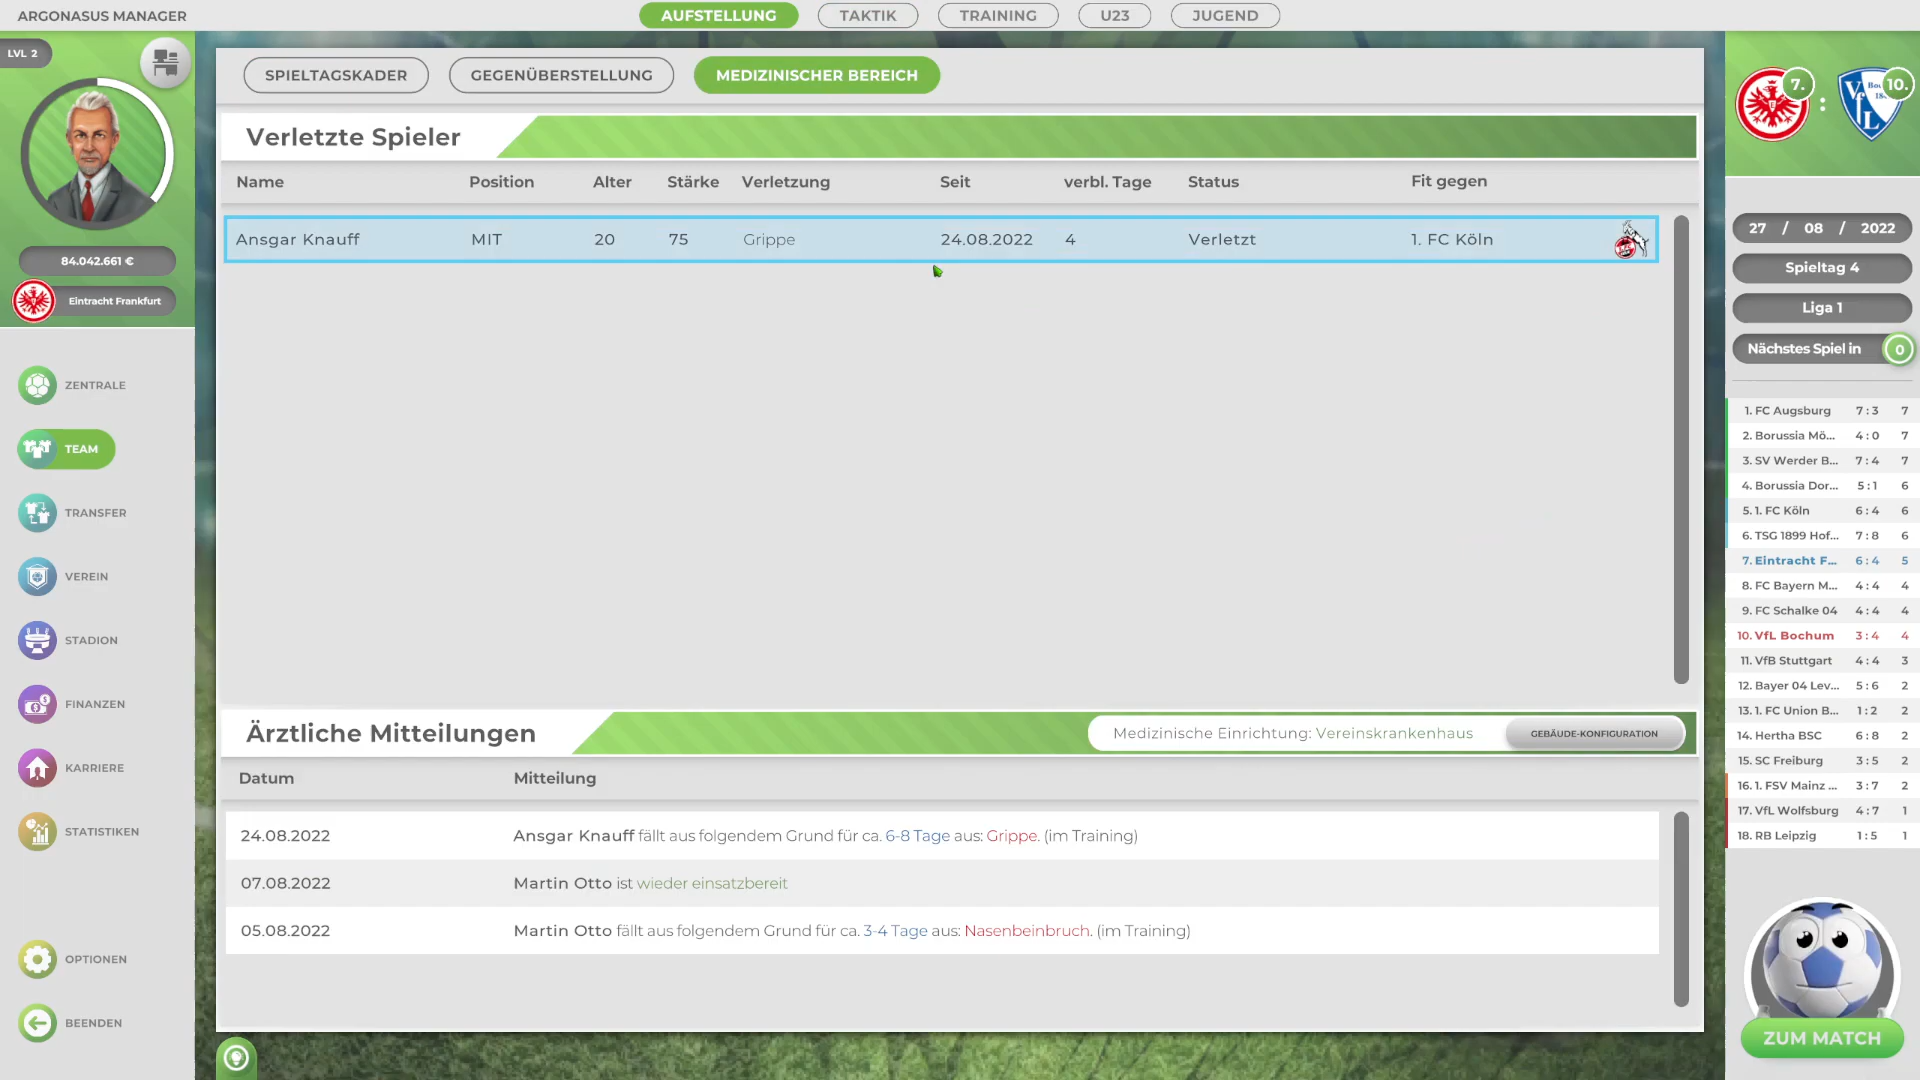 ARGONASUS MANAGER
AUFSTELLUNG TAKTIK TRAINING U23 JUGEND
LVL 2
84.042.661 €
Eintracht Frankfurt
ZENTRALE
TEAM
TRANSFER
VEREIN
STADION
FINANZEN
KARRIERE
STATISTIKEN
OPTIONEN
BEENDEN
SPIELTAGSKADER GEGENÜBERSTELLUNG MEDIZINISCHER BEREICH
Verletzte Spieler
Name Position Alter Stärke Verletzung Seit verbl. Tage Status Fit gegen
Ansgar Knauff MIT 20 75 Grippe 24.08.2022 4 Verletzt 1. FC Köln
Ärztliche Mitteilungen
Medizinische Einrichtung: Vereinskrankenhaus GEBÄUDE-KONFIGURATION
Datum Mitteilung
24.08.2022 Ansgar Knauff fällt aus folgendem Grund für ca. 6-8 Tage aus: Grippe. (im Training)
07.08.2022 Martin Otto ist wieder einsatzbereit
05.08.2022 Martin Otto fällt aus folgendem Grund für ca. 3-4 Tage aus: Nasenbeinbruch. (im Training)
7. : 10.
27 / 08 / 2022
Spieltag 4
Liga 1
Nächstes Spiel in 0
1. FC Augsburg 7 : 3 7
2. Borussia Mö... 4 : 0 7
3. SV Werder B... 7 : 4 7
4. Borussia Dor... 5 : 1 6
5. 1. FC Köln 6 : 4 6
6. TSG 1899 Hof... 7 : 8 6
7. Eintracht F... 6 : 4 5
8. FC Bayern M... 4 : 4 4
9. FC Schalke 04 4 : 4 4
10. VfL Bochum 3 : 4 4
11. VfB Stuttgart 4 : 4 3
12. Bayer 04 Lev... 5 : 6 2
13. 1. FC Union B... 1 : 2 2
14. Hertha BSC 6 : 8 2
15. SC Freiburg 3 : 5 2
16. 1. FSV Mainz ... 3 : 7 2
17. VfL Wolfsburg 4 : 7 1
18. RB Leipzig 1 : 5 1
ZUM MATCH